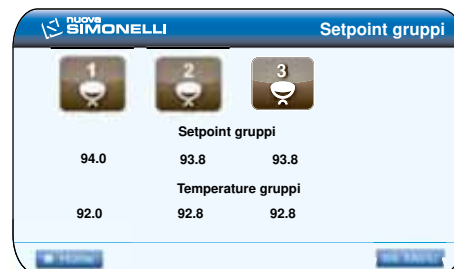 nuova
SIMONELLI
Setpoint gruppi
1 2 3
Setpoint gruppi
94.0 93.8 93.8
Temperature gruppi
92.0 92.8 92.8
Home